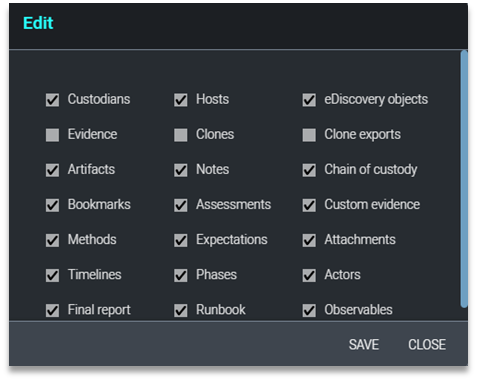 Edit
Custodians Hosts eDiscovery objects
Evidence Clones Clone exports
Artifacts Notes Chain of custody
Bookmarks Assessments Custom evidence
Methods Expectations Attachments
Timelines Phases Actors
Final report Runbook Observables
SAVE CLOSE